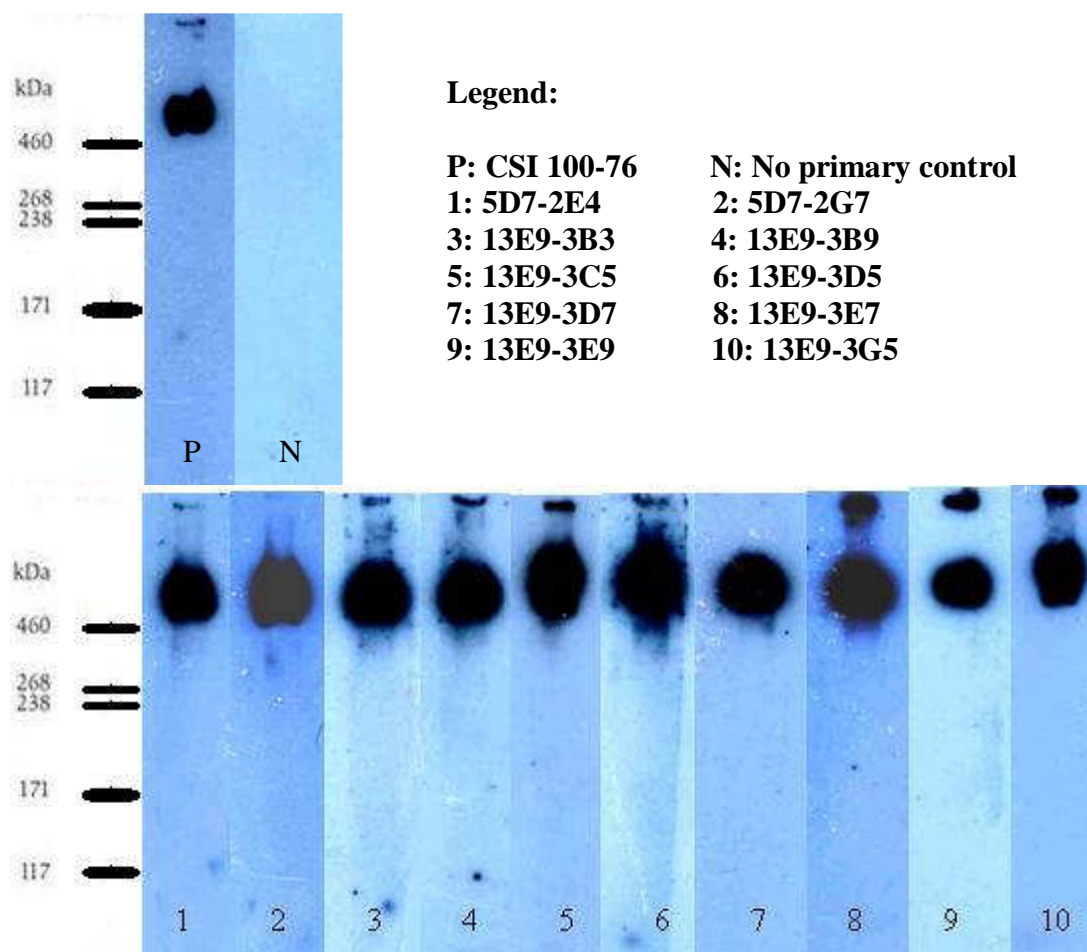 kDa
460
268
238
171
117
P
N
Legend:
P: CSI 100-76 N: No primary control
1: 5D7-2E4 2: 5D7-2G7
3: 13E9-3B3 4: 13E9-3B9
5: 13E9-3C5 6: 13E9-3D5
7: 13E9-3D7 8: 13E9-3E7
9: 13E9-3E9 10: 13E9-3G5
kDa
460
268
238
171
117
1 2 3 4 5 6 7 8 9 10